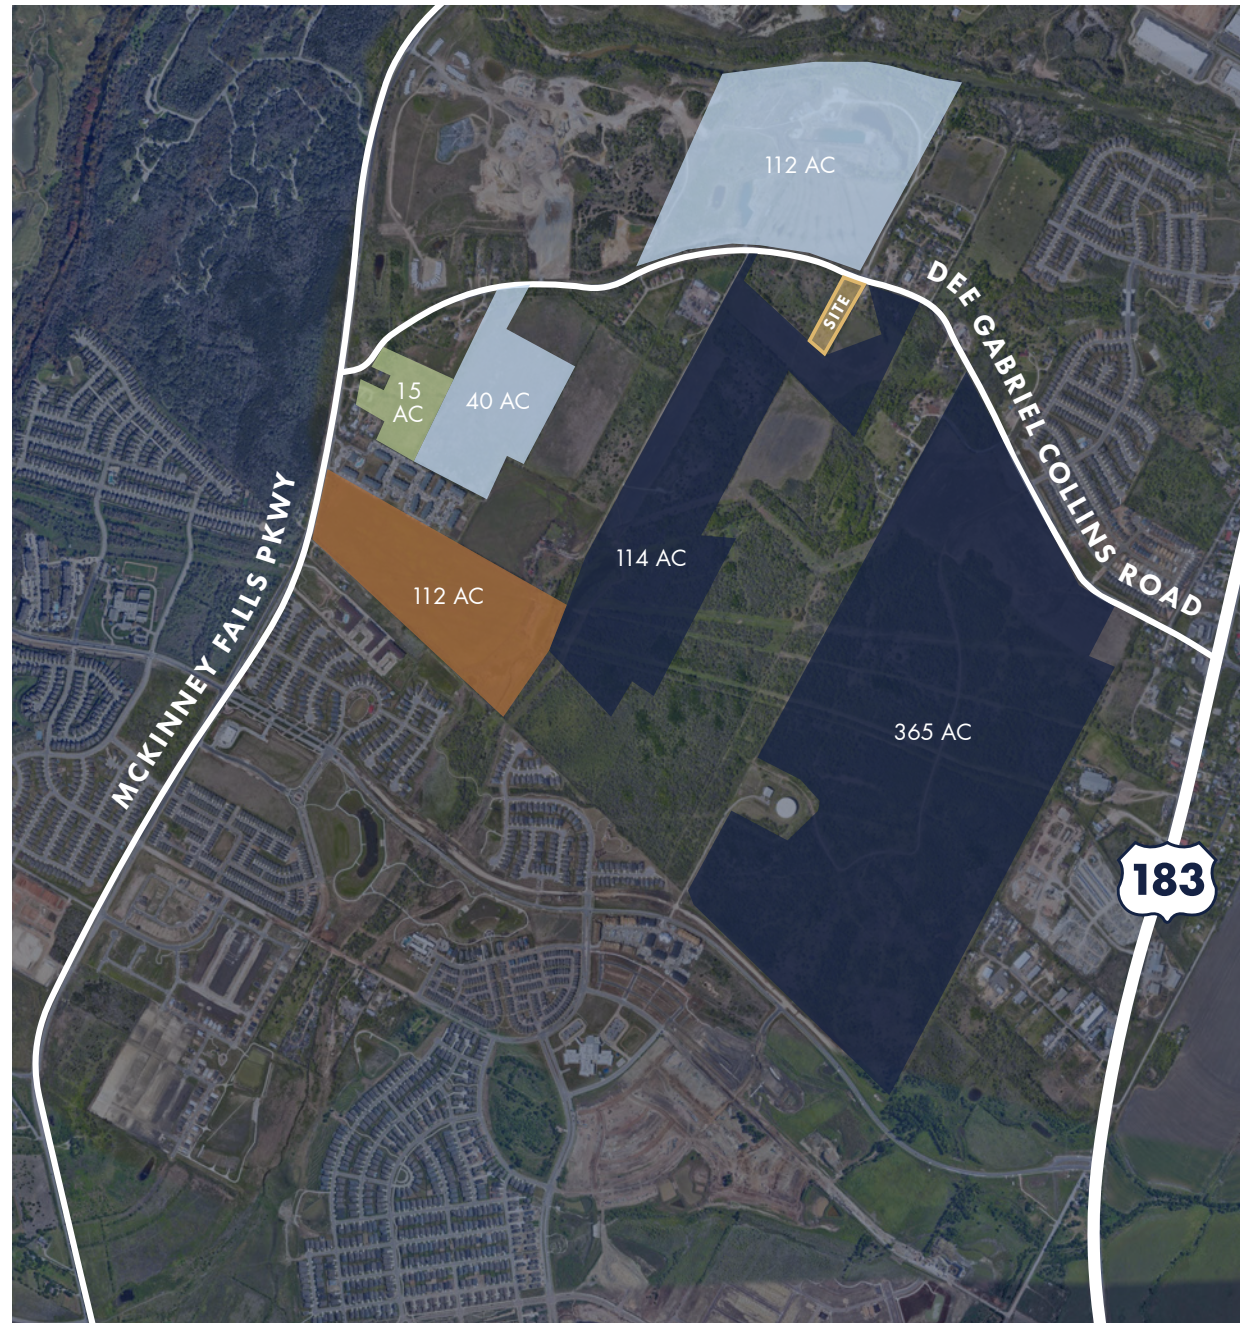 112 AC
DEE GABRIEL COLLINS ROAD
SITE
15
AC
40 AC
MCKINNEY FALLS PKWY
114 AC
112 AC
365 AC
183